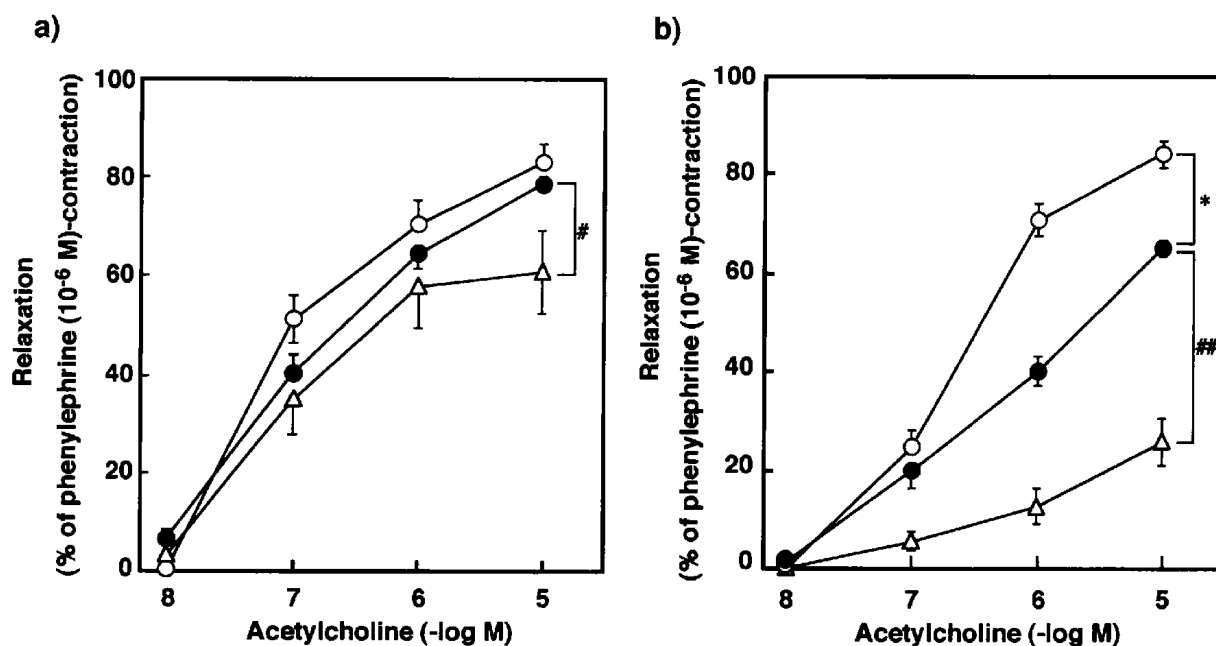 a)
Relaxation
(% of phenylephrine (10-6 M)-contraction)
100
80
60
40
20
0
#
8 7 6 5
Acetylcholine (-log M)
b)
Relaxation
(% of phenylephrine (10-6 M)-contraction)
100
80
60
40
20
0
*
##
8 7 6 5
Acetylcholine (-log M)